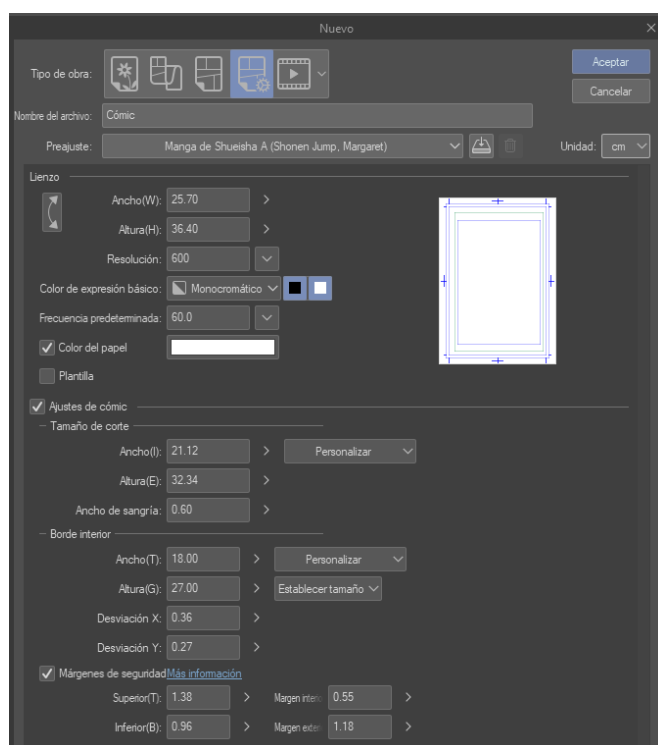 Nuevo
Tipo de obra:
Aceptar
Cancelar
Nombre del archivo: Cómic
Preajuste: Manga de Shueisha A (Shonen Jump, Margaret) Unidad: cm
Lienzo
Ancho(W): 25.70
Altura(H): 36.40
Resolución: 600
Color de expresión básico: Monocromático
Frecuencia predeterminada: 60.0
Color del papel
Plantilla
Ajustes de cómic
Tamaño de corte
Ancho(I): 21.12 Personalizar
Altura(E): 32.34
Ancho de sangría: 0.60
Borde interior
Ancho(T): 18.00 Personalizar
Altura(G): 27.00 Establecer tamaño
Desviación X: 0.36
Desviación Y: 0.27
Márgenes de seguridad Más información
Superior(T): 1.38 Margen interi 0.55
Inferior(B): 0.96 Margen exter 1.18